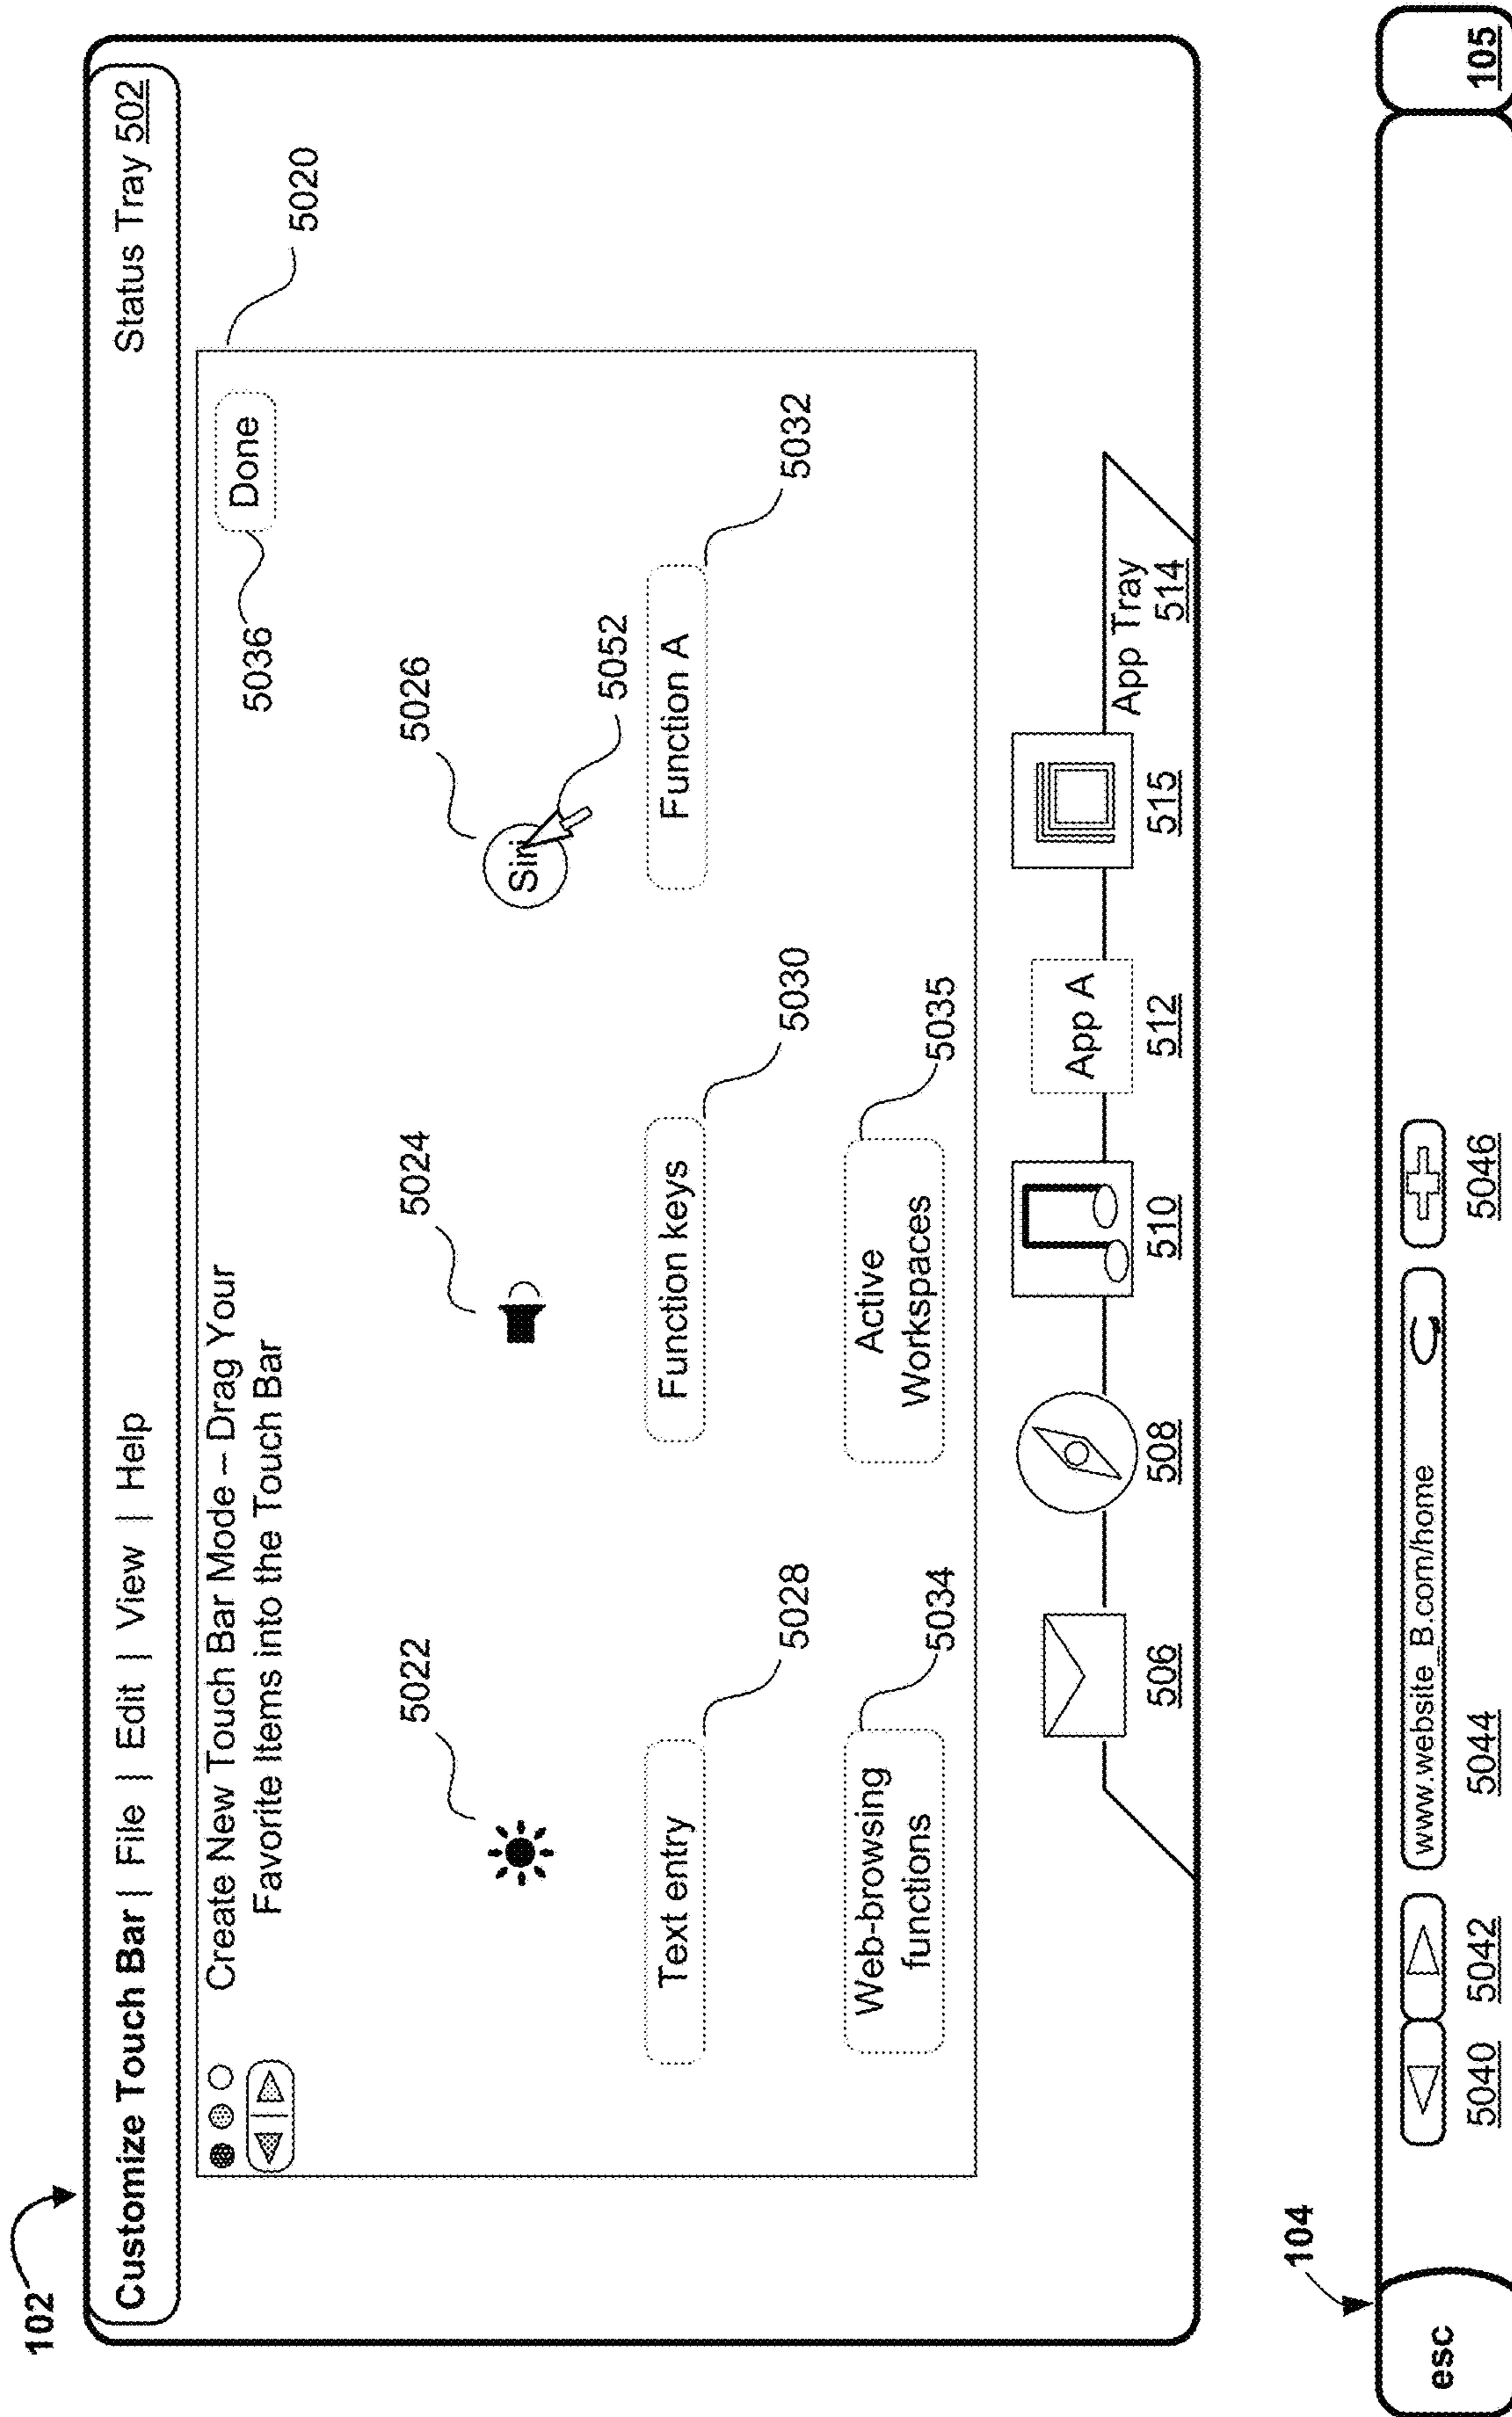 102
Customize Touch Bar | File | Edit | View | Help
Status Tray 502
Create New Touch Bar Mode – Drag Your
Favorite Items into the Touch Bar
Done
5036
5020
5022
5024
5026
Siri
5052
Text entry
5028
Function keys
5030
Function A
5032
Web-browsing
functions
5034
Active
Workspaces
5035
App A
App Tray
514
506
508
510
512
515
104
esc
www.website_B.com/home
105
5040
5042
5044
5046